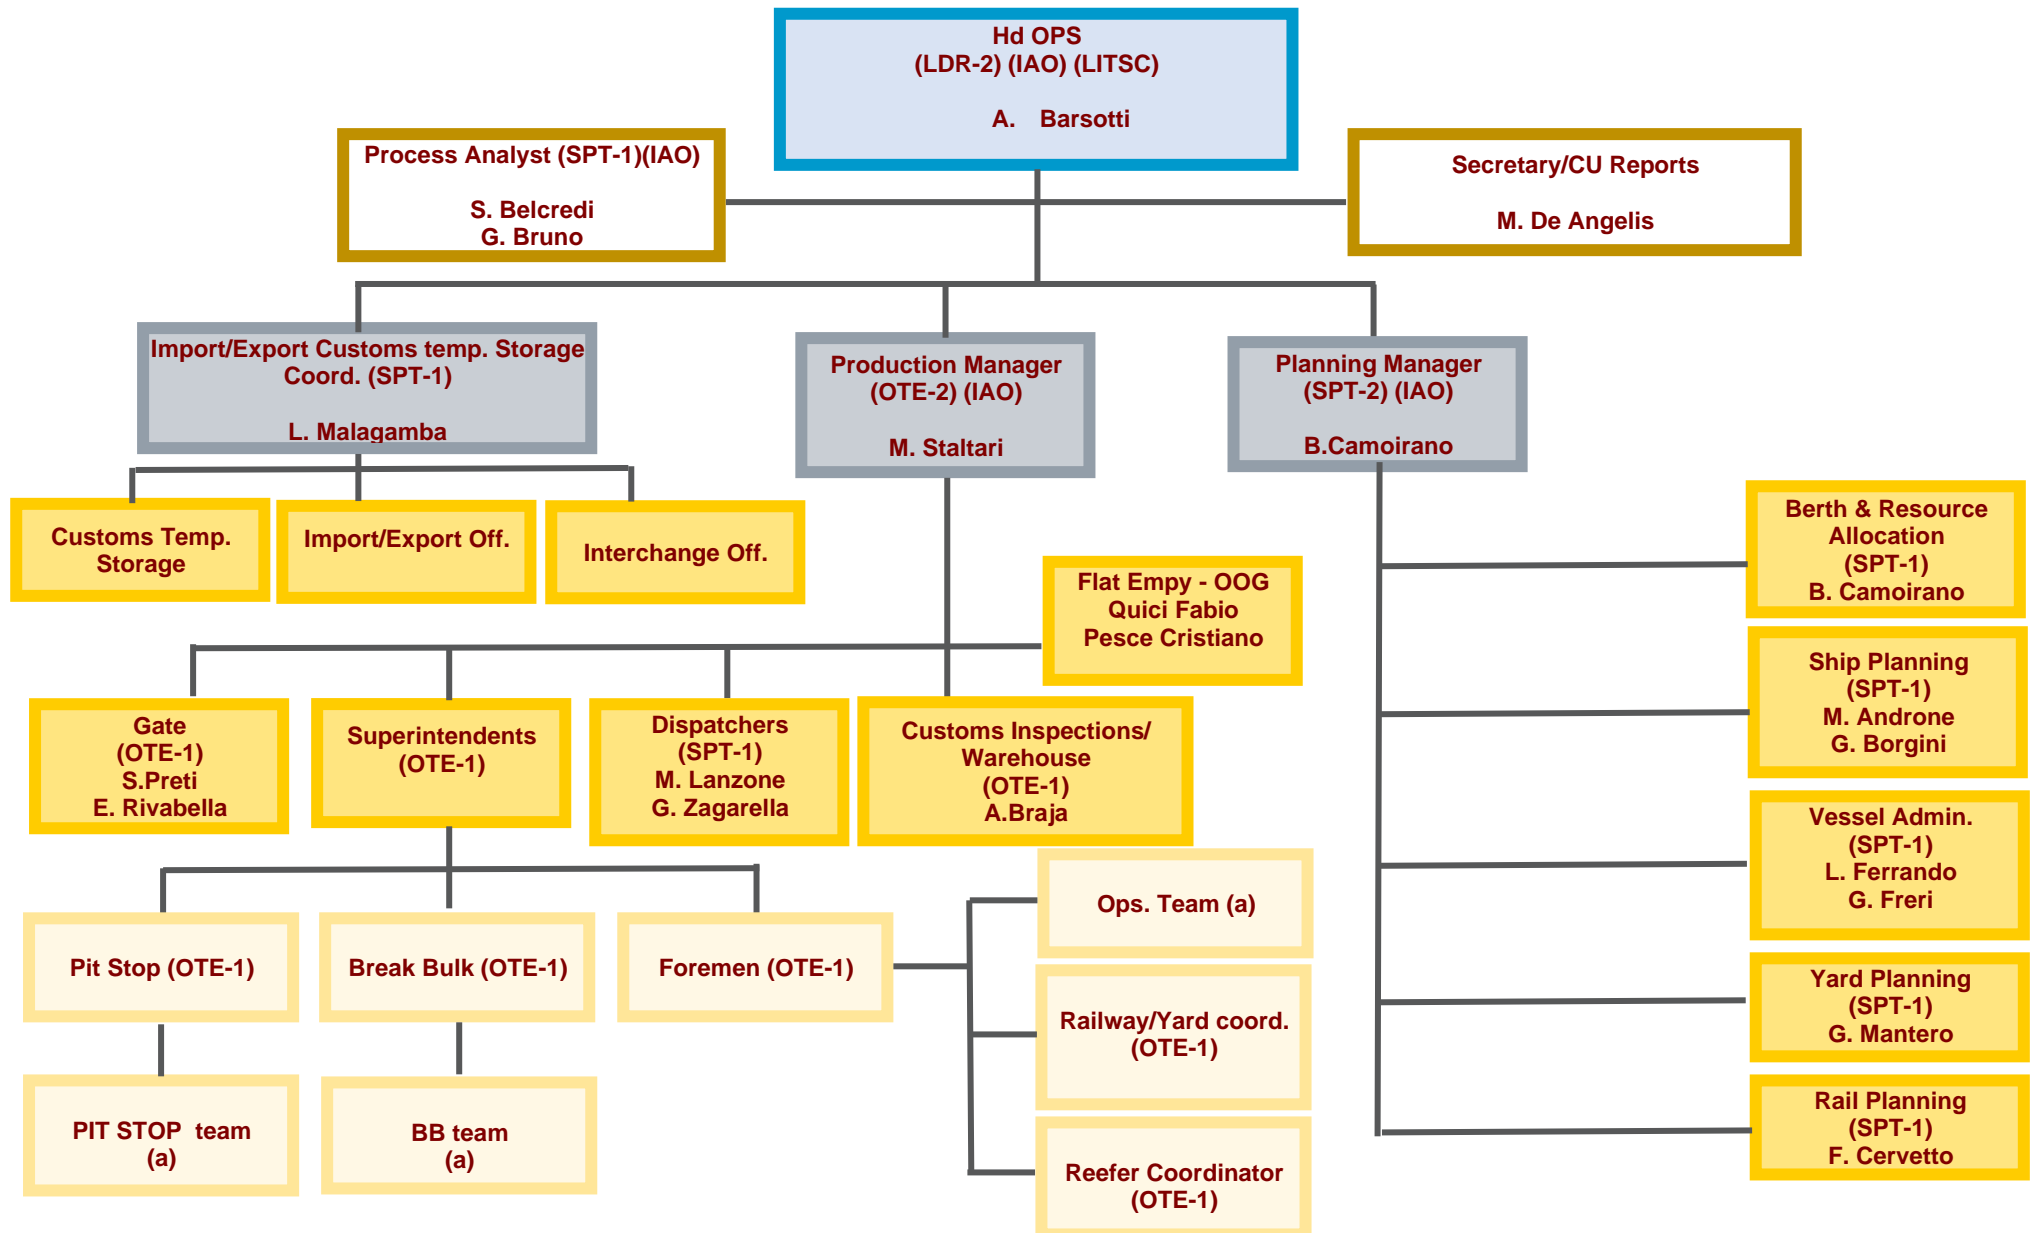 Hd OPS
(LDR-2) (IAO) (LITSC)
A. Barsotti
Process Analyst (SPT-1)(IAO)
S. Belcredi
G. Bruno
Secretary/CU Reports
M. De Angelis
Import/Export Customs temp. Storage
Coord. (SPT-1)
L. Malagamba
Production Manager
(OTE-2) (IAO)
M. Staltari
Planning Manager
(SPT-2) (IAO)
B.Camoirano
Customs Temp.
Storage
Import/Export Off.
Interchange Off.
Flat Empy - OOG
Quici Fabio
Pesce Cristiano
Berth & Resource
Allocation
(SPT-1)
B. Camoirano
Ship Planning
(SPT-1)
M. Androne
G. Borgini
Gate
(OTE-1)
S.Preti
E. Rivabella
Superintendents
(OTE-1)
Dispatchers
(SPT-1)
M. Lanzone
G. Zagarella
Customs Inspections/
Warehouse
(OTE-1)
A.Braja
Vessel Admin.
(SPT-1)
L. Ferrando
G. Freri
Pit Stop (OTE-1)
Break Bulk (OTE-1)
Foremen (OTE-1)
Ops. Team (a)
Railway/Yard coord.
(OTE-1)
Yard Planning
(SPT-1)
G. Mantero
PIT STOP team
(a)
BB team
(a)
Reefer Coordinator
(OTE-1)
Rail Planning
(SPT-1)
F. Cervetto